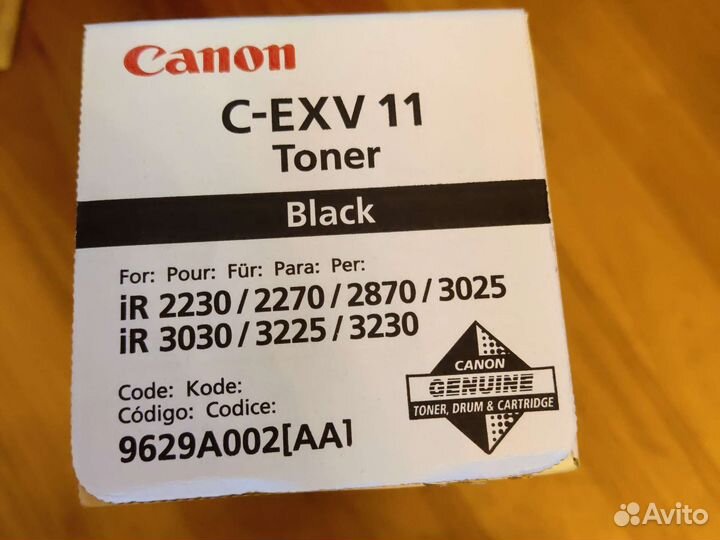 Canon
C-EXV 11
Toner
Black
For: Pour: Für: Para: Per:
iR 2230 / 2270 / 2870 / 3025
iR 3030 / 3225 / 3230
Code: Kode:
Código: Codice:
9629A002[AA]
CANON
GENUINE
TONER, DRUM & CARTRIDGE
Avito